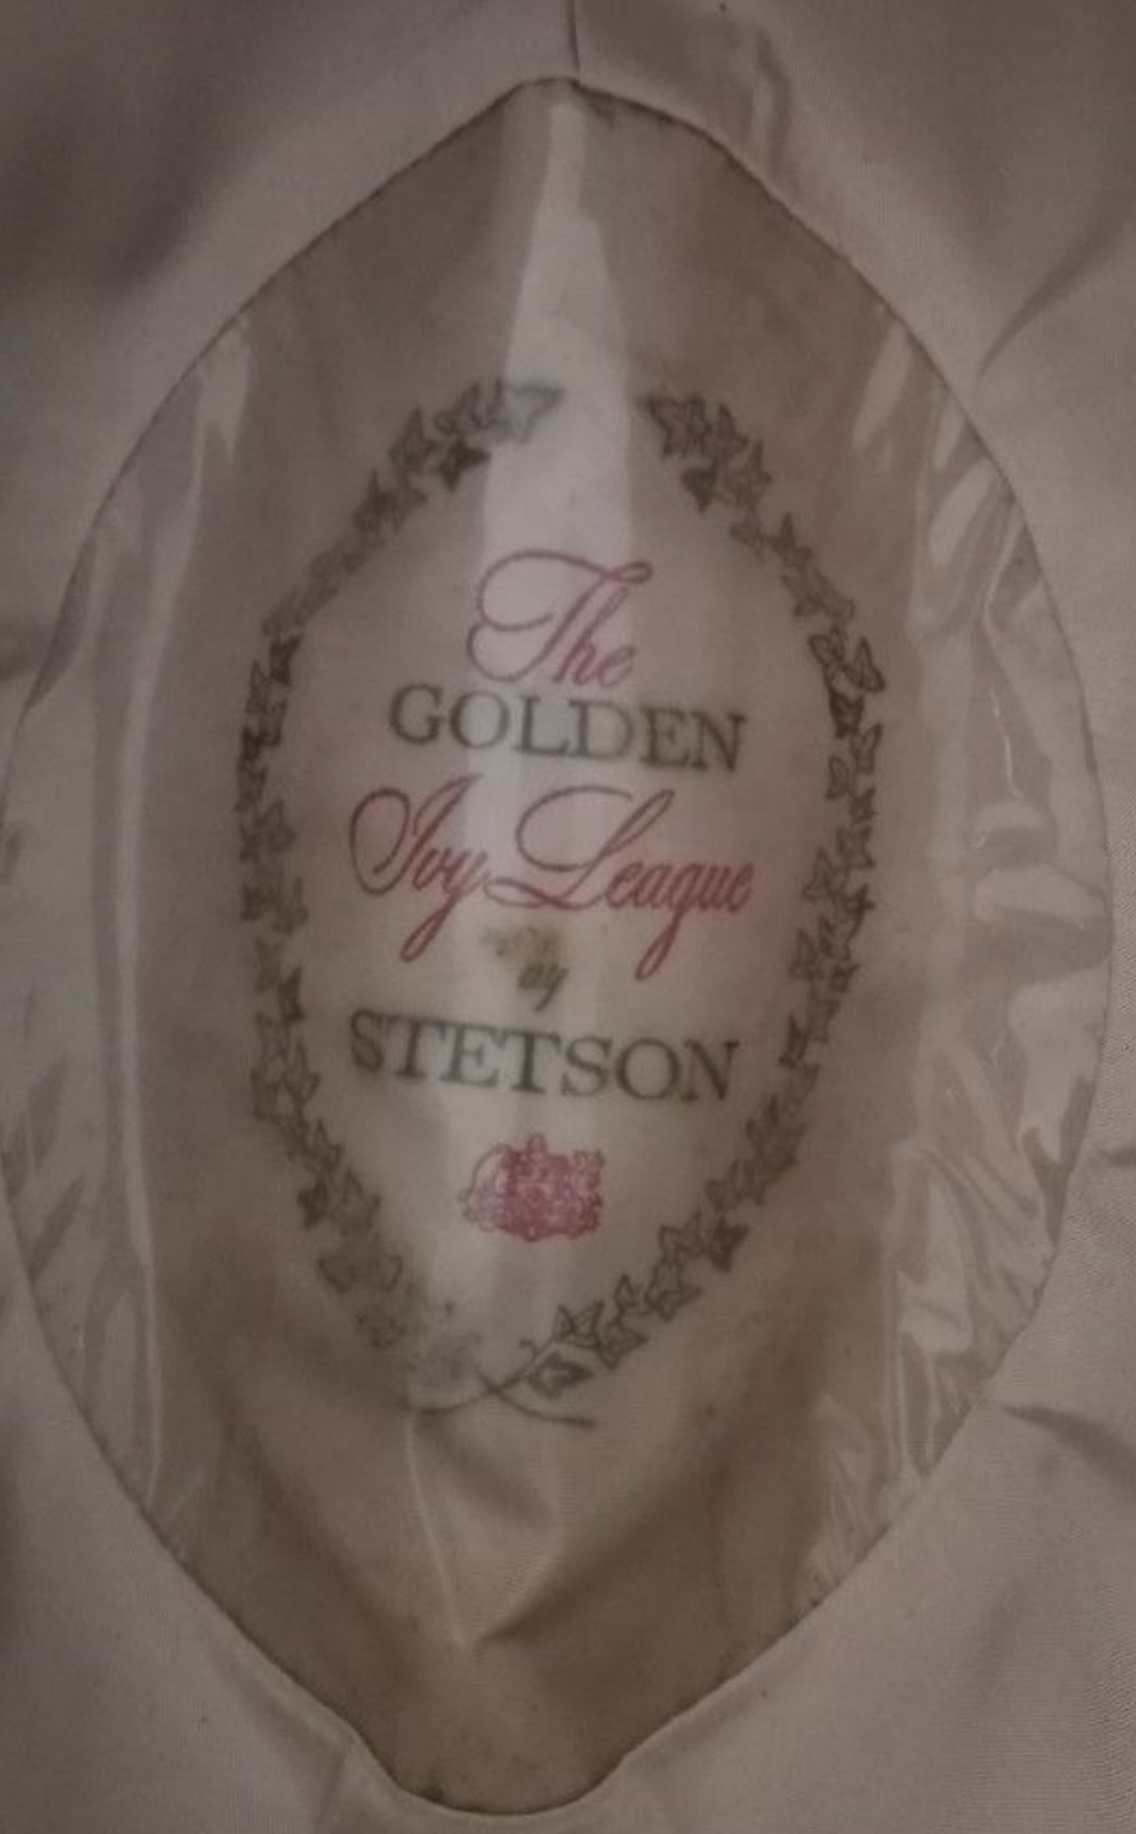 The
GOLDEN
Ivy League
by
STETSON